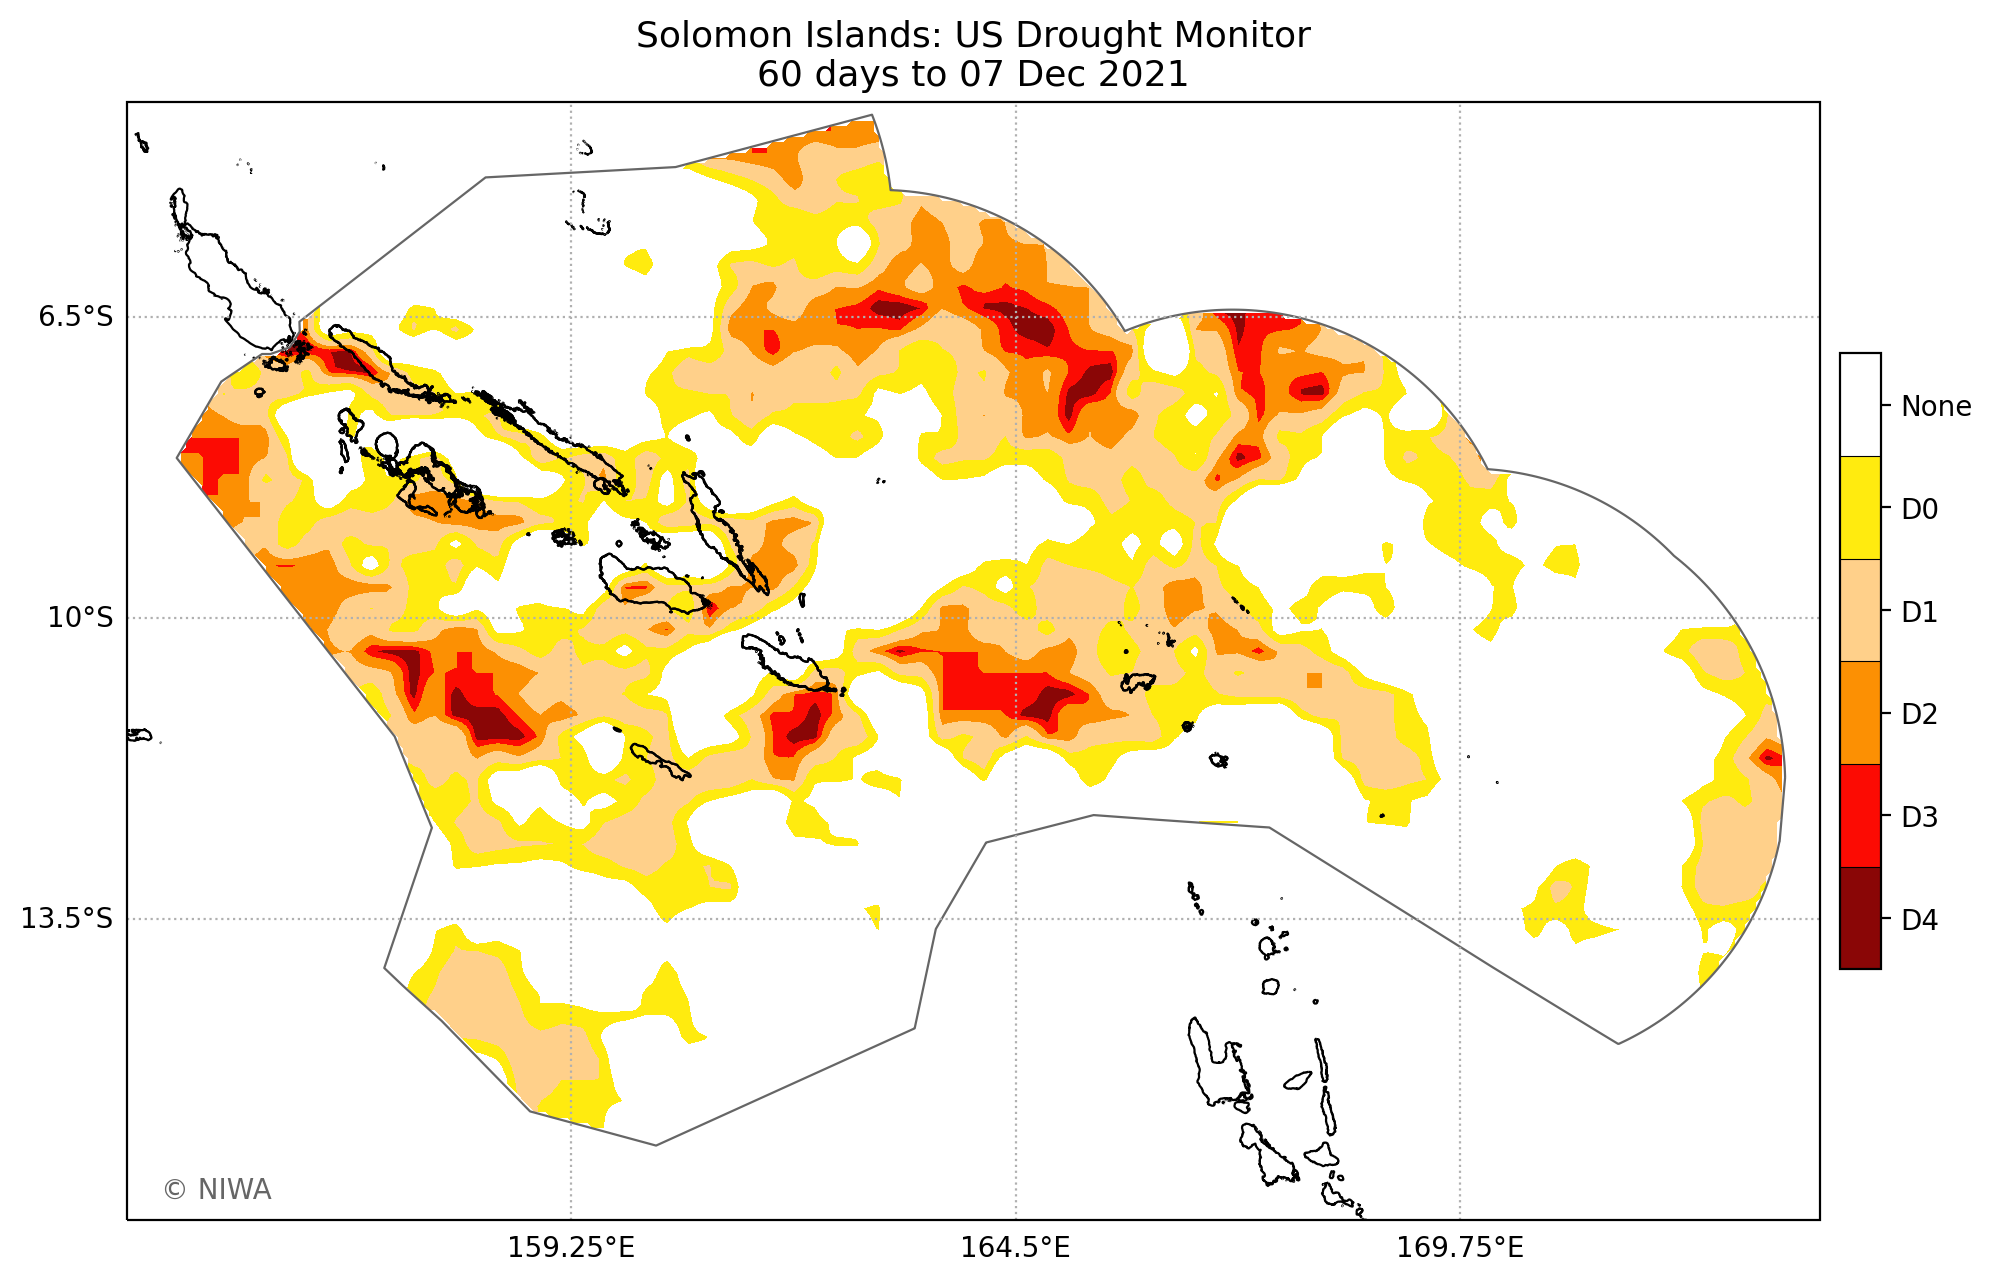 Solomon Islands: US Drought Monitor
60 days to 07 Dec 2021
6.5°S
10°S
13.5°S
159.25°E
164.5°E
169.75°E
None
D0
D1
D2
D3
D4
© NIWA